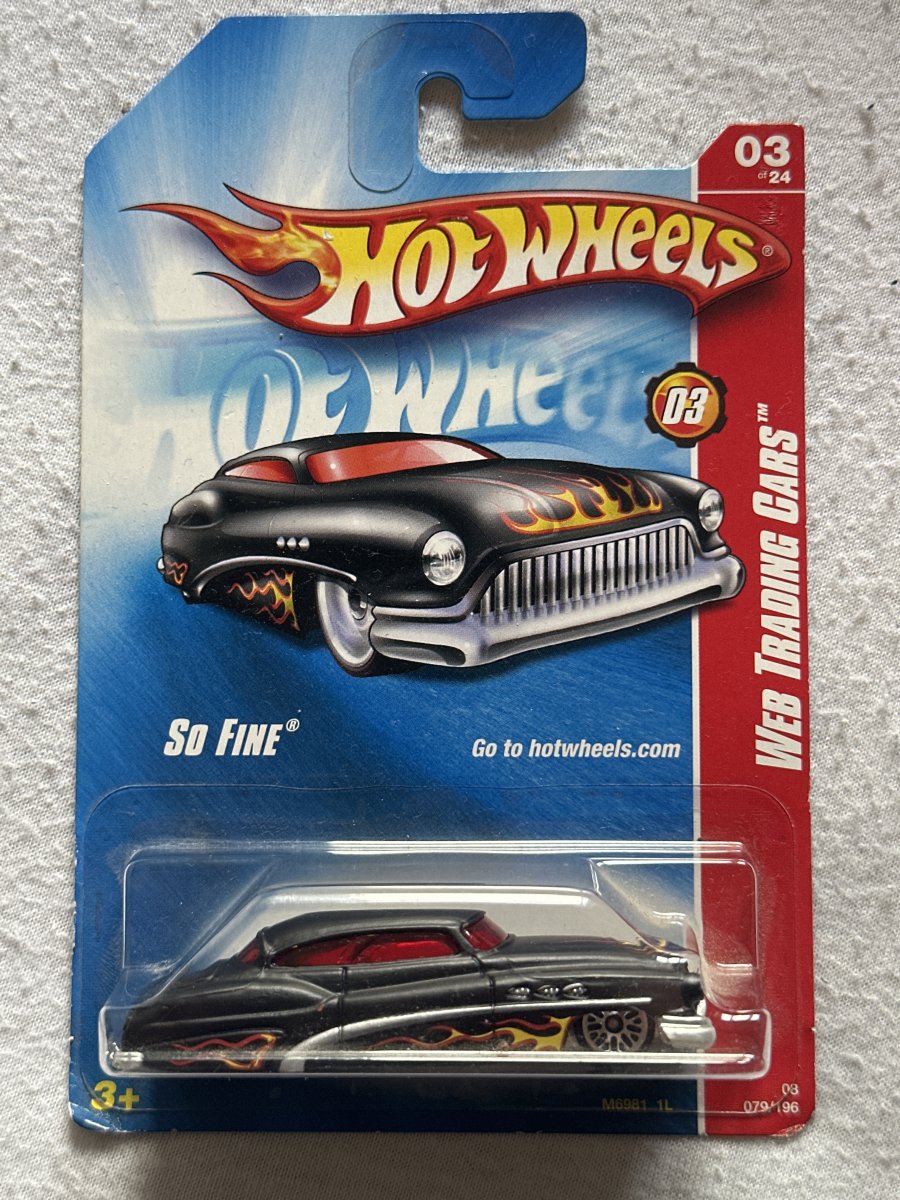 03
of 24
HOT WHEELS®
HOT WHEELS
03
WEB TRADING CARS™
SO FINE®
Go to hotwheels.com
3+
M6981 1L
08
079/196